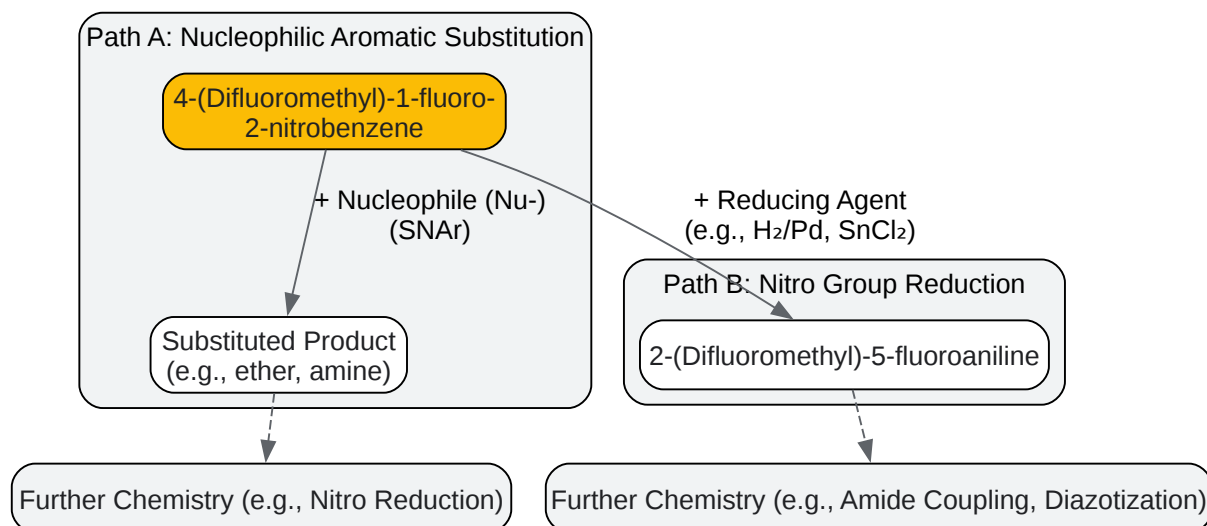 Path A: Nucleophilic Aromatic Substitution
4-(Difluoromethyl)-1-fluoro-
2-nitrobenzene
+ Nucleophile (Nu-)
(SNAr)
+ Reducing Agent
(e.g., H₂/Pd, SnCl₂)
Path B: Nitro Group Reduction
Substituted Product
(e.g., ether, amine)
2-(Difluoromethyl)-5-fluoroaniline
Further Chemistry (e.g., Nitro Reduction)
Further Chemistry (e.g., Amide Coupling, Diazotization)